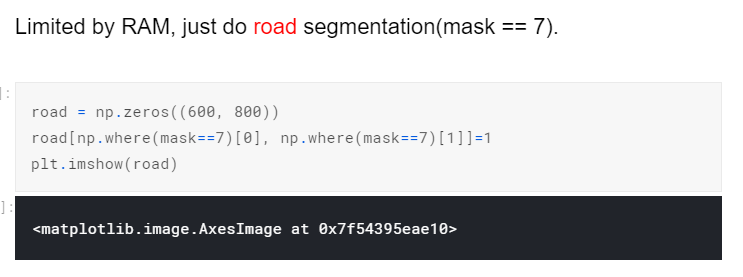 Limited by RAM, just do road segmentation(mask == 7).
]:
road = np.zeros((600, 800))
road[np.where(mask==7)[0], np.where(mask==7)[1]]=1
plt.imshow(road)
]:
<matplotlib.image.AxesImage at 0x7f54395eae10>